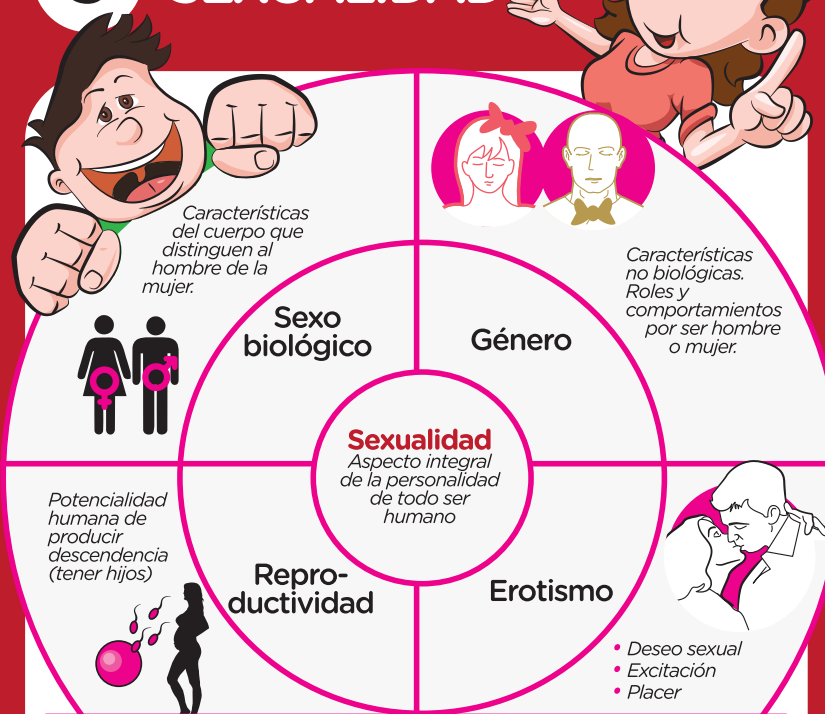 Características
del cuerpo que
distinguen al
hombre de la
mujer.
Características
no biológicas.
Roles y
comportamientos
por ser hombre
o mujer.
Sexo
biológico
Género
Sexualidad
Aspecto integral
de la personalidad
de todo ser
humano
Potencialidad
humana de
producir
descendencia
(tener hijos)
Repro-
ductividad
Erotismo
• Deseo sexual
• Excitación
• Placer